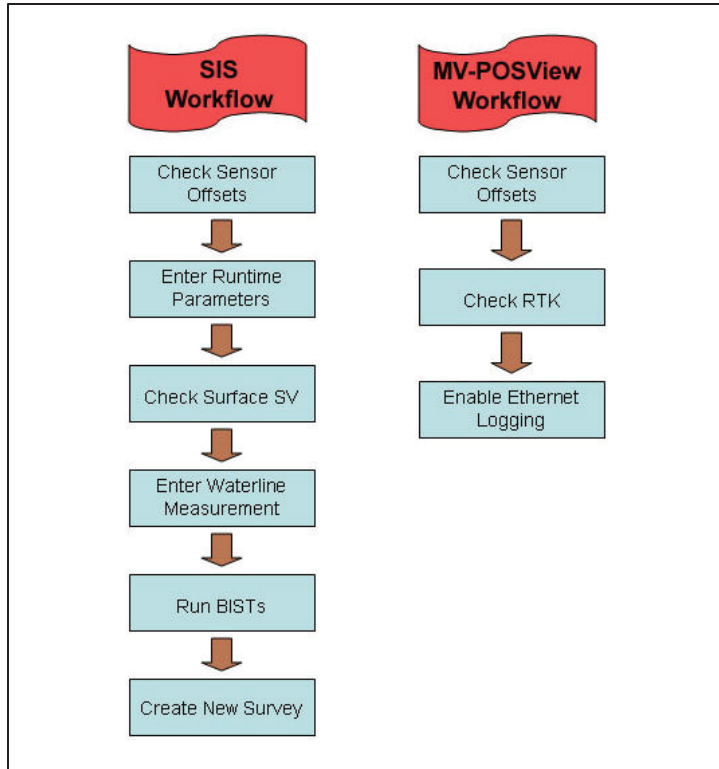 SIS
Workflow
Check Sensor
Offsets
Enter Runtime
Parameters
Check Surface SV
Enter Waterline
Measurement
Run BISTs
Create New Survey
MV-POSView
Workflow
Check Sensor
Offsets
Check RTK
Enable Ethernet
Logging